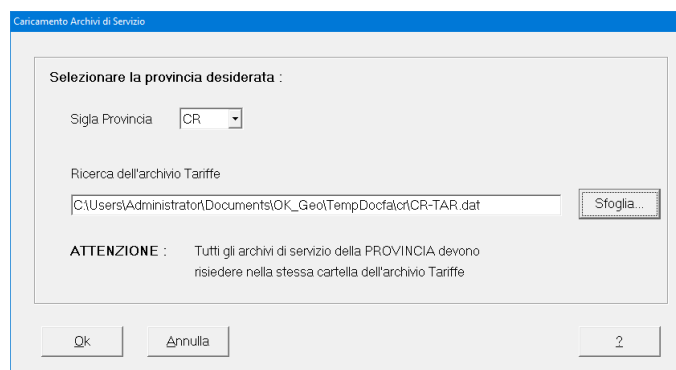 Caricamento Archivi di Servizio
Selezionare la provincia desiderata :
Sigla Provincia CR
Ricerca dell'archivio Tariffe
C:\Users\Administrator\Documents\OK_Geo\TempDocfa\cr\CR-TAR.dat Sfoglia...
ATTENZIONE : Tutti gli archivi di servizio della PROVINCIA devono
risiedere nella stessa cartella dell'archivio Tariffe
Ok Annulla ?